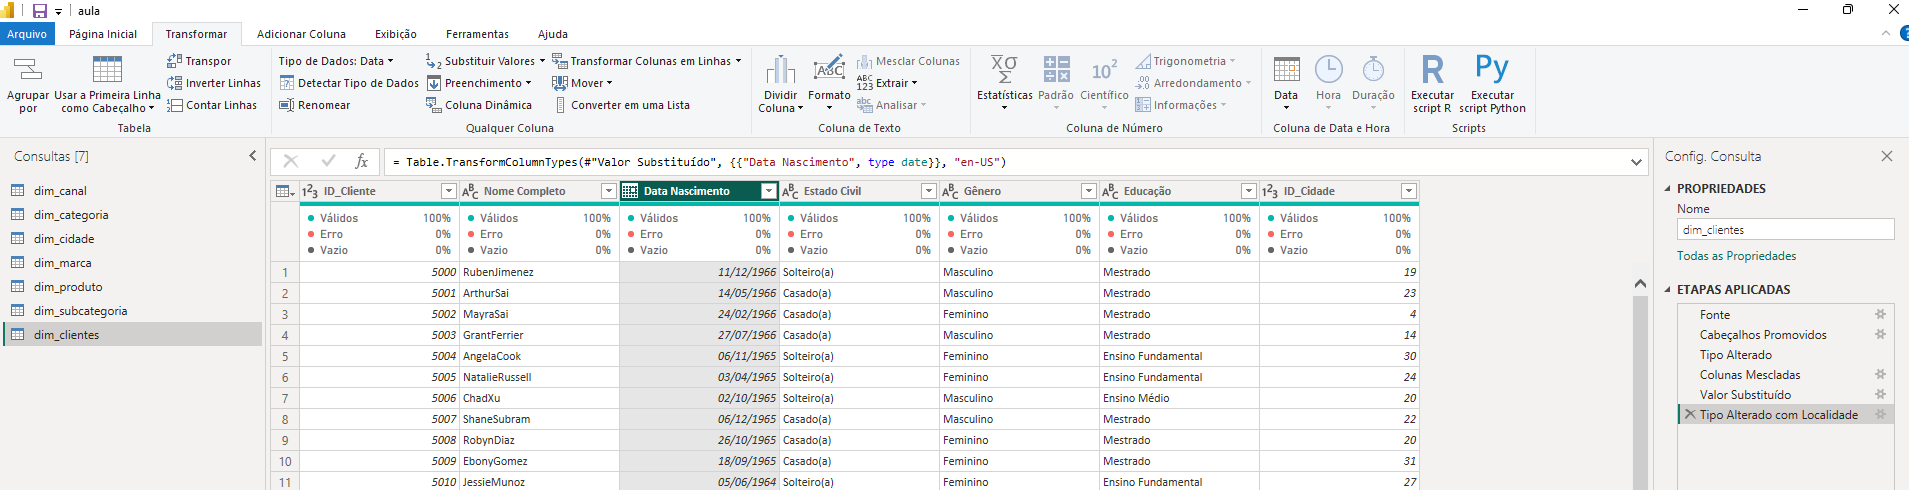 aula
Arquivo Página Inicial Transformar Adicionar Coluna Exibição Ferramentas Ajuda
Agrupar por
Usar a Primeira Linha como Cabeçalho
Transpor
Inverter Linhas
Contar Linhas
Tabela
Tipo de Dados: Data
Detectar Tipo de Dados
Renomear
Substituir Valores
Preenchimento
Coluna Dinâmica
Transformar Colunas em Linhas
Mover
Converter em uma Lista
Qualquer Coluna
Dividir Coluna
ABC
Formato
Mesclar Colunas
ABC 123 Extrair
abc Analisar
Coluna de Texto
XσΣ
Estatísticas
Padrão
10²
Científico
Trigonometria
.00 Arredondamento
Informações
Coluna de Número
Data
Hora
Duração
Coluna de Data e Hora
R
Executar script R
Py
Executar script Python
Scripts
Consultas [7]
dim_canal
dim_categoria
dim_cidade
dim_marca
dim_produto
dim_subcategoria
dim_clientes
fx = Table.TransformColumnTypes(#"Valor Substituído", {{"Data Nascimento", type date}}, "en-US")
123 ID_Cliente ABC Nome Completo Data Nascimento ABC Estado Civil ABC Gênero ABC Educação 123 ID_Cidade
Válidos 100% Válidos 100% Válidos 100% Válidos 100% Válidos 100% Válidos 100% Válidos 100%
Erro 0% Erro 0% Erro 0% Erro 0% Erro 0% Erro 0% Erro 0%
Vazio 0% Vazio 0% Vazio 0% Vazio 0% Vazio 0% Vazio 0% Vazio 0%
1 5000 RubenJimenez 11/12/1966 Solteiro(a) Masculino Mestrado 19
2 5001 ArthurSai 14/05/1966 Casado(a) Masculino Mestrado 23
3 5002 MayraSai 24/02/1966 Casado(a) Feminino Mestrado 4
4 5003 GrantFerrier 27/07/1966 Casado(a) Masculino Mestrado 14
5 5004 AngelaCook 06/11/1965 Solteiro(a) Feminino Ensino Fundamental 30
6 5005 NatalieRussell 03/04/1965 Solteiro(a) Feminino Ensino Fundamental 24
7 5006 ChadXu 02/10/1965 Solteiro(a) Masculino Ensino Médio 20
8 5007 ShaneSubram 06/12/1965 Casado(a) Masculino Mestrado 22
9 5008 RobynDiaz 26/10/1965 Casado(a) Feminino Mestrado 20
10 5009 EbonyGomez 18/09/1965 Casado(a) Feminino Mestrado 31
11 5010 JessieMunoz 05/06/1964 Solteiro(a) Feminino Ensino Fundamental 27
Config. Consulta
PROPRIEDADES
Nome
dim_clientes
Todas as Propriedades
ETAPAS APLICADAS
Fonte
Cabeçalhos Promovidos
Tipo Alterado
Colunas Mescladas
Valor Substituído
Tipo Alterado com Localidade